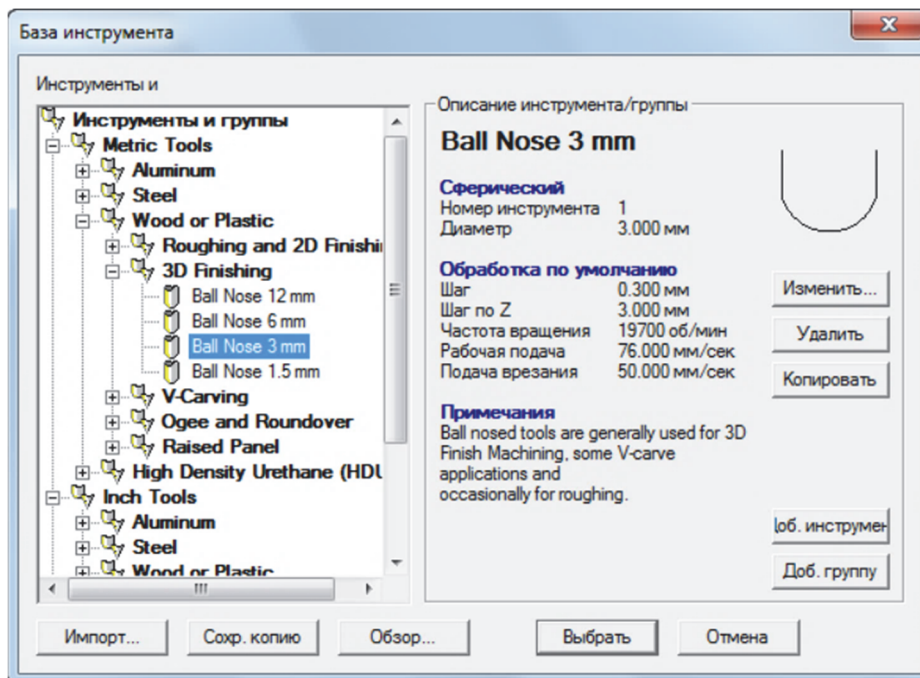 База инструмента
Инструменты и
Инструменты и группы
Metric Tools
Aluminum
Steel
Wood or Plastic
Roughing and 2D Finishi
3D Finishing
Ball Nose 12 mm
Ball Nose 6 mm
Ball Nose 3 mm
Ball Nose 1.5 mm
V-Carving
Ogee and Roundover
Raised Panel
High Density Urethane (HDU
Inch Tools
Aluminum
Steel
Wood or Plastic
Описание инструмента/группы
Ball Nose 3 mm
Сферический
Номер инструмента 1
Диаметр 3.000 мм
Обработка по умолчанию
Шаг 0.300 мм
Шаг по Z 3.000 мм
Частота вращения 19700 об/мин
Рабочая подача 76.000 мм/сек
Подача врезания 50.000 мм/сек
Примечания
Ball nosed tools are generally used for 3D
Finish Machining, some V-carve
applications and
occasionally for roughing.
Изменить...
Удалить
Копировать
об. инструмен
Доб. группу
Импорт...
Сохр. копию
Обзор...
Выбрать
Отмена